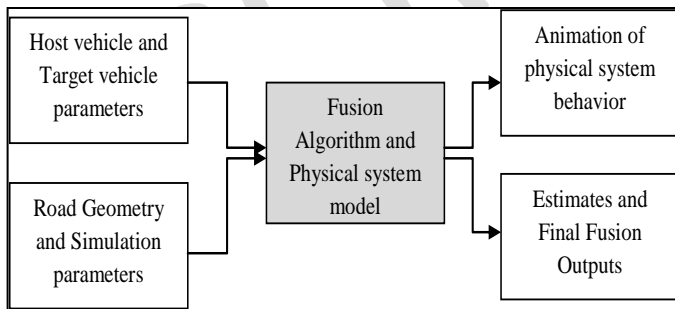 Host vehicle and
Target vehicle
parameters
Road Geometry
and Simulation
parameters
Fusion
Algorithm and
Physical system
model
Animation of
physical system
behavior
Estimates and
Final Fusion
Outputs